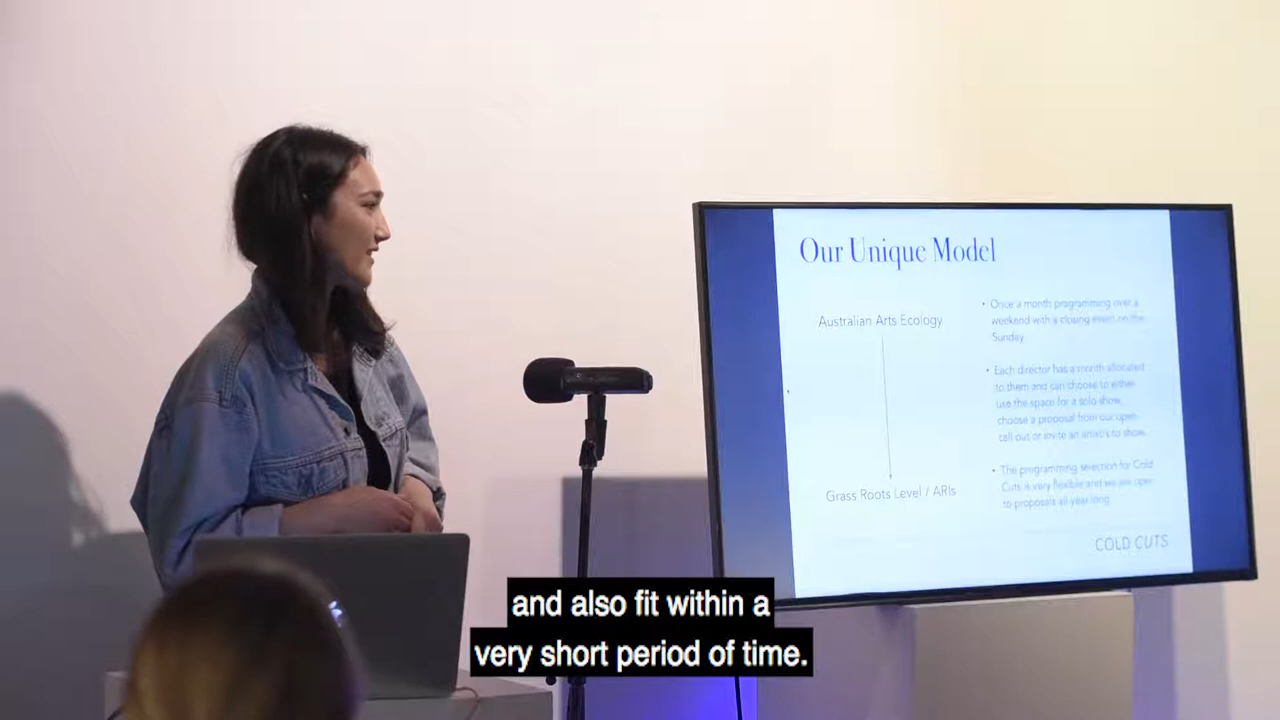 Our Unique Model
Australian Arts Ecology
Grass Roots Level / ARIs
• Once a month programming over a
weekend with a closing event on the
Sunday
• Each director has a month allocated
to them and can choose to either
use the space for a solo show,
choose a proposal from our open
call out or invite an artist/s to show.
• The programming selection for Cold
Cuts is very flexible and we are open
to proposals all year long
COLD CUTS
and also fit within a
very short period of time.